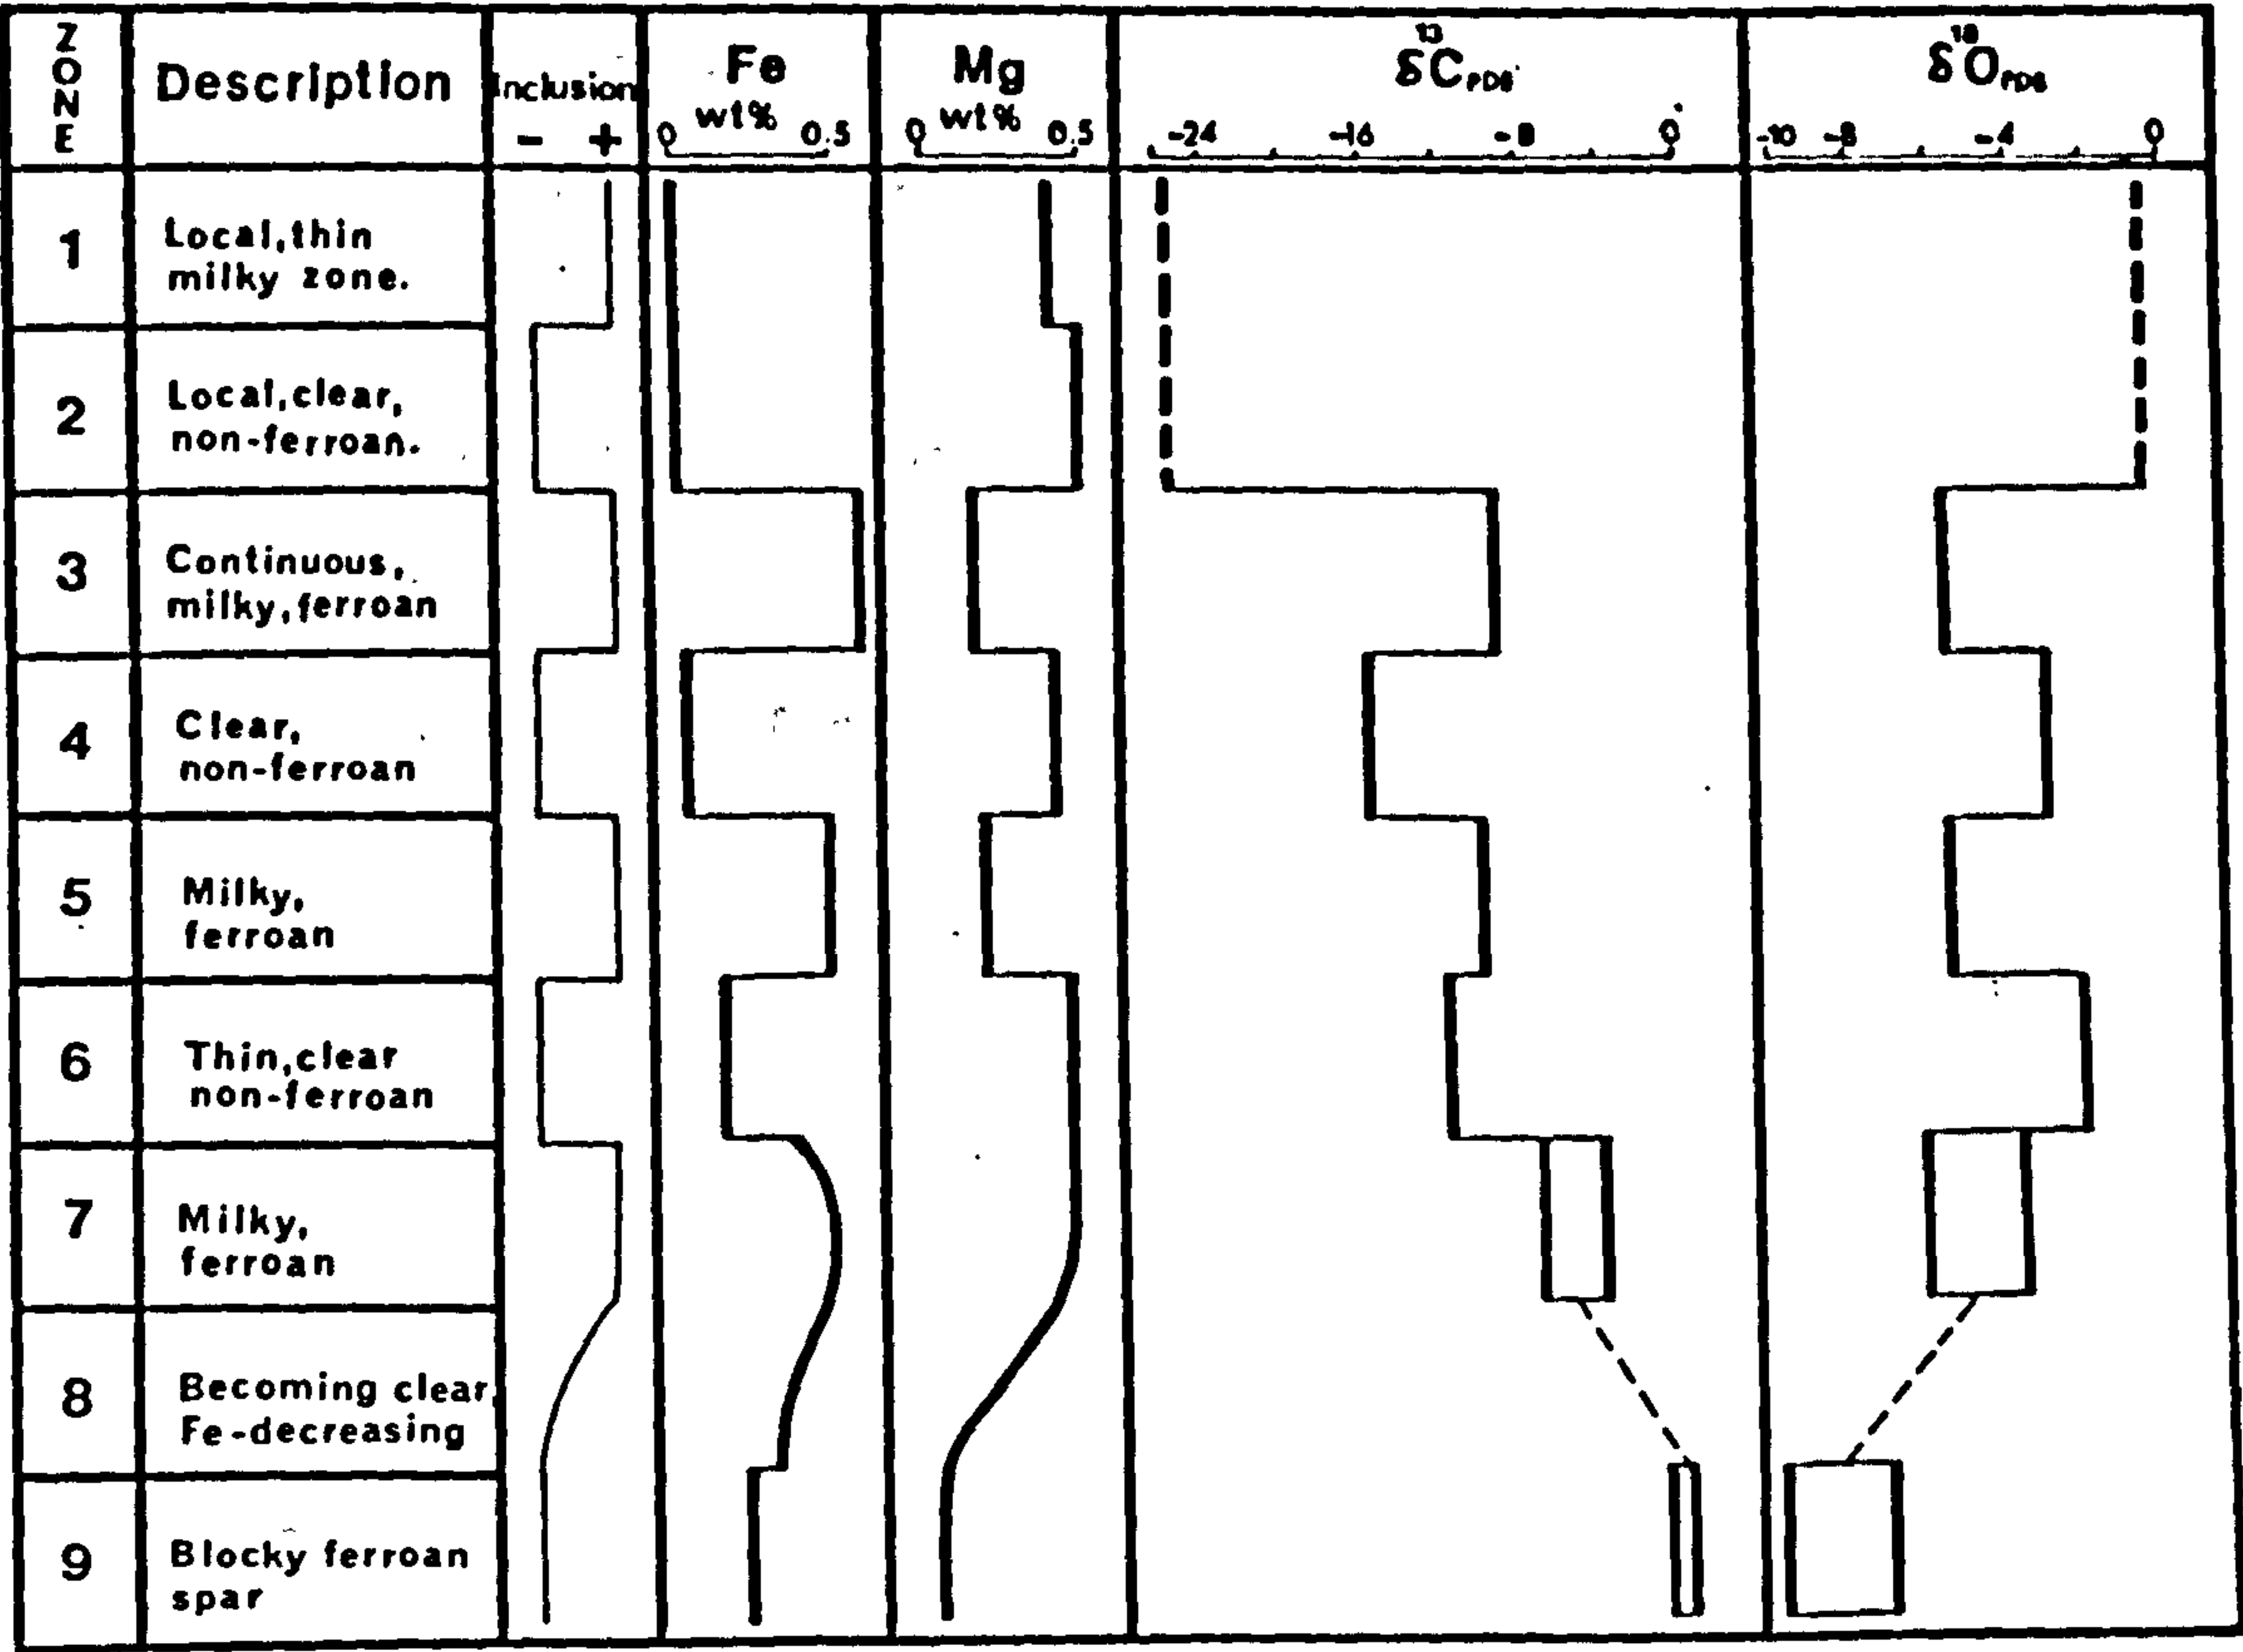 ZONE Description Inclusion Fe Mg δ¹³C PDB δ¹⁸O PDB
- + wt% wt%
0 0.5 0 0.5 -24 -16 -8 0 -10 -8 -4 0
1 Local, thin
milky zone.
2 Local, clear,
non-ferroan.
3 Continuous,
milky, ferroan
4 Clear,
non-ferroan
5 Milky,
ferroan
6 Thin, clear
non-ferroan
7 Milky,
ferroan
8 Becoming clear,
Fe-decreasing
9 Blocky ferroan
spar